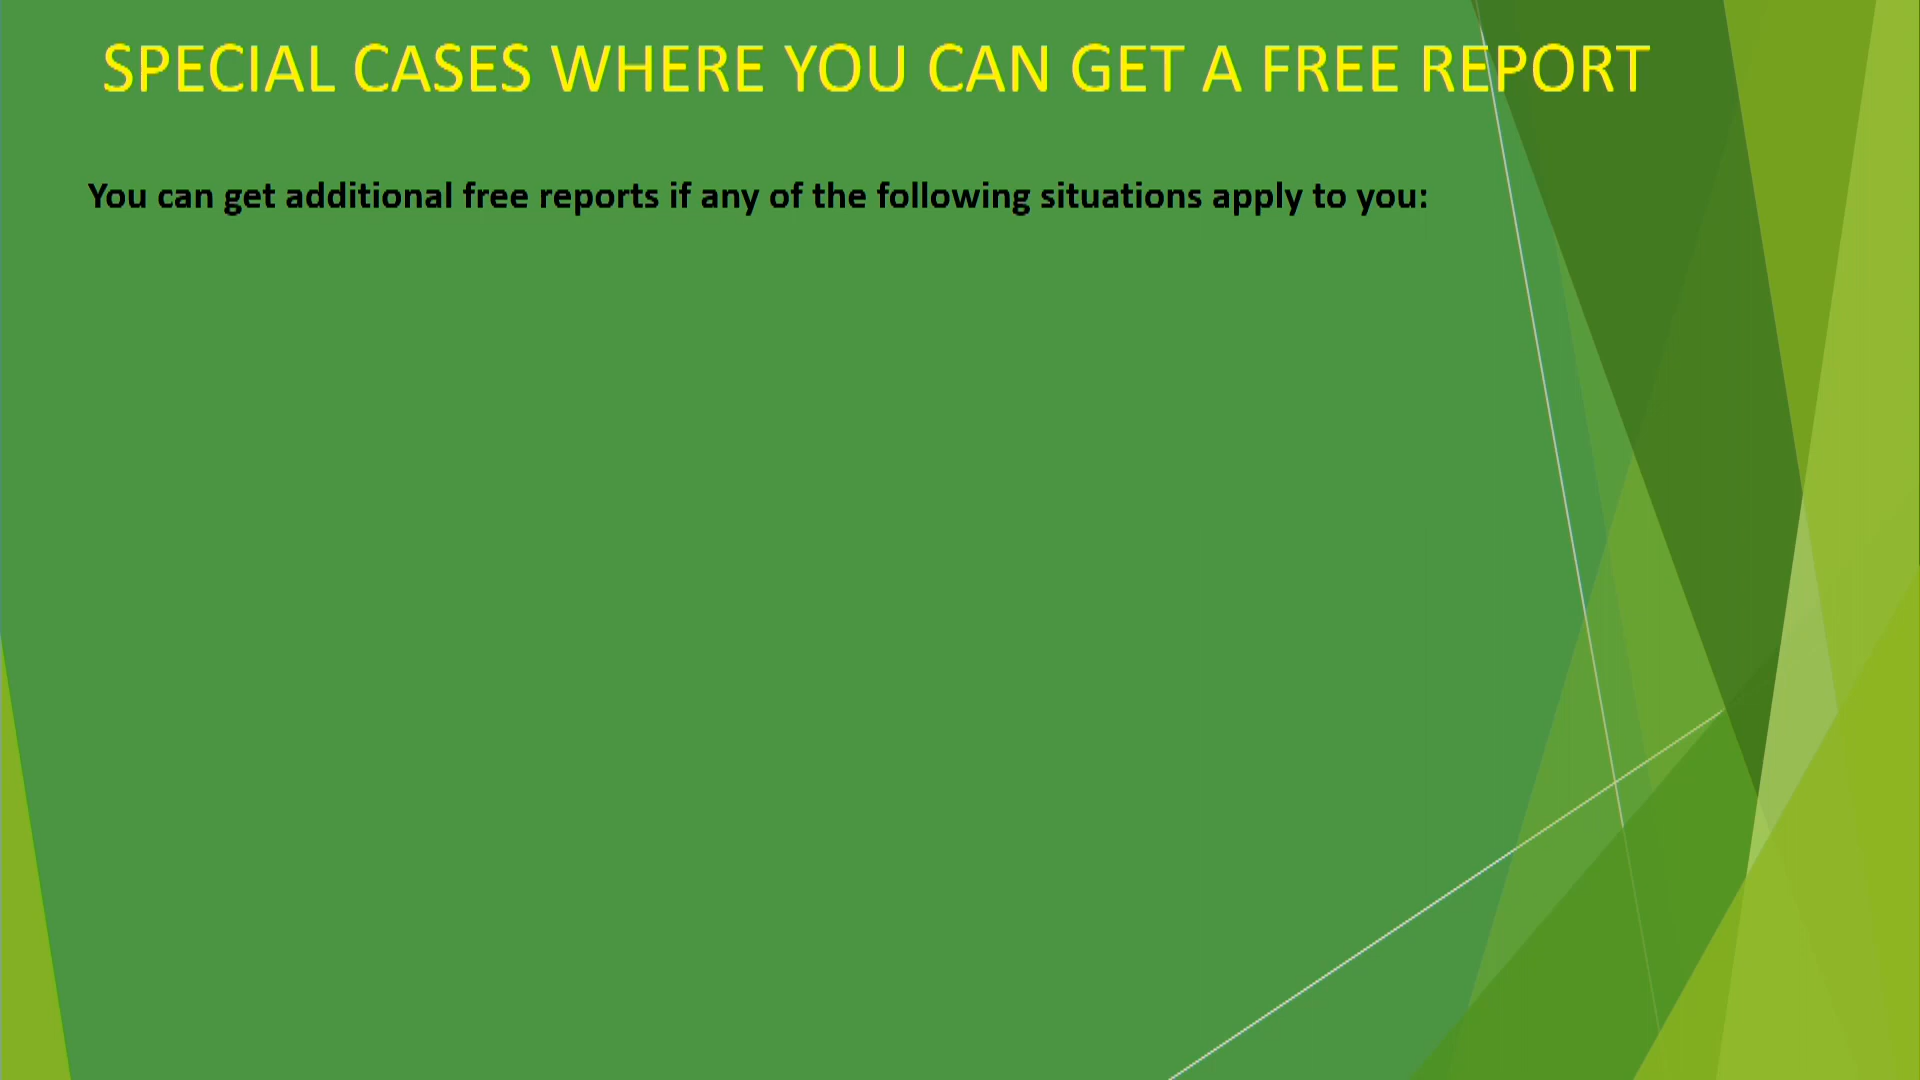 SPECIAL CASES WHERE YOU CAN GET A FREE REPORT
You can get additional free reports if any of the following situations apply to you: